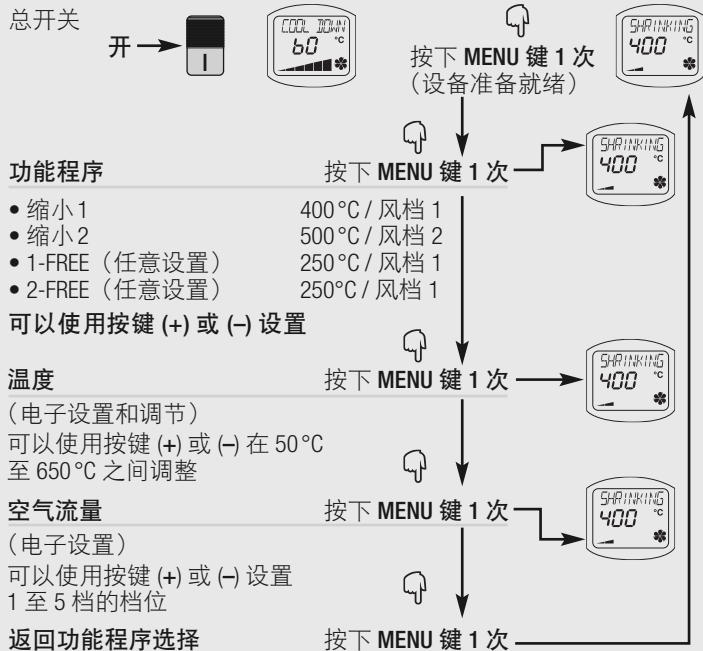 总开关
开
I
COOL DOWN
60 °C
按下 MENU 键 1 次
（设备准备就绪）
SHRINKING
400 °C
功能程序 按下 MENU 键 1 次
SHRINKING
400 °C
• 缩小1 400°C / 风档 1
• 缩小2 500°C / 风档 2
• 1-FREE（任意设置） 250°C / 风档 1
• 2-FREE（任意设置） 250°C / 风档 1
可以使用按键 (+) 或 (–) 设置
温度 按下 MENU 键 1 次
SHRINKING
400 °C
（电子设置和调节）
可以使用按键 (+) 或 (–) 在 50°C
至 650°C 之间调整
空气流量 按下 MENU 键 1 次
SHRINKING
400 °C
（电子设置）
可以使用按键 (+) 或 (–) 设置
1 至 5 档的档位
返回功能程序选择 按下 MENU 键 1 次